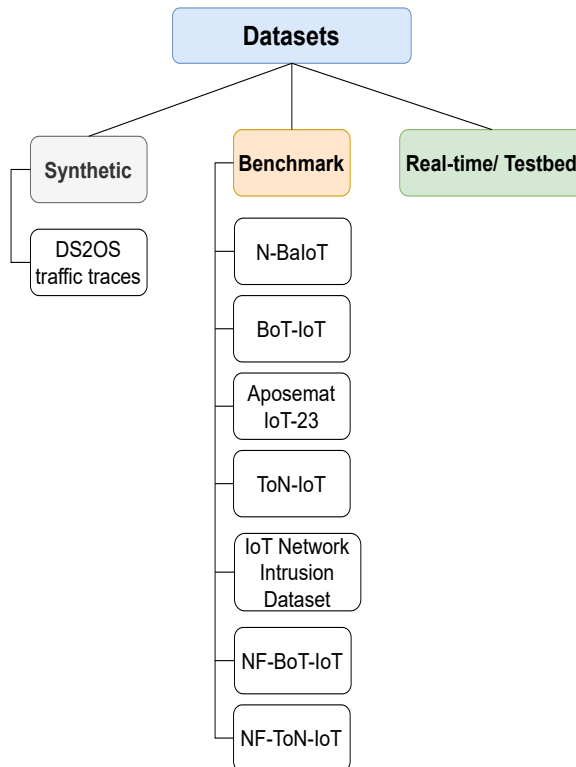 Datasets
Synthetic
Benchmark
Real-time/ Testbed
DS2OS
traffic traces
N-BaIoT
BoT-IoT
Aposemat
IoT-23
ToN-IoT
IoT Network
Intrusion
Dataset
NF-BoT-IoT
NF-ToN-IoT